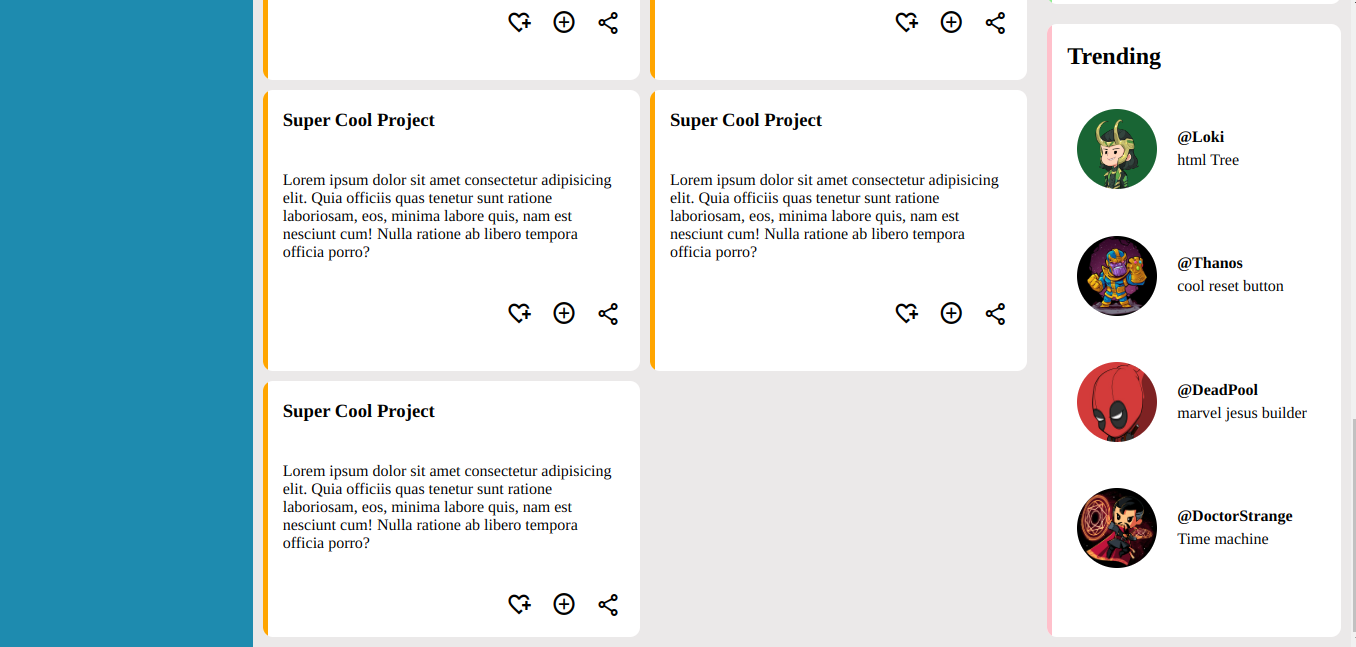 Super Cool Project
Lorem ipsum dolor sit amet consectetur adipisicing
elit. Quia officiis quas tenetur sunt ratione
laboriosam, eos, minima labore quis, nam est
nesciunt cum! Nulla ratione ab libero tempora
officia porro?
Super Cool Project
Lorem ipsum dolor sit amet consectetur adipisicing
elit. Quia officiis quas tenetur sunt ratione
laboriosam, eos, minima labore quis, nam est
nesciunt cum! Nulla ratione ab libero tempora
officia porro?
Super Cool Project
Lorem ipsum dolor sit amet consectetur adipisicing
elit. Quia officiis quas tenetur sunt ratione
laboriosam, eos, minima labore quis, nam est
nesciunt cum! Nulla ratione ab libero tempora
officia porro?
Trending
@Loki
html Tree
@Thanos
cool reset button
@DeadPool
marvel jesus builder
@DoctorStrange
Time machine